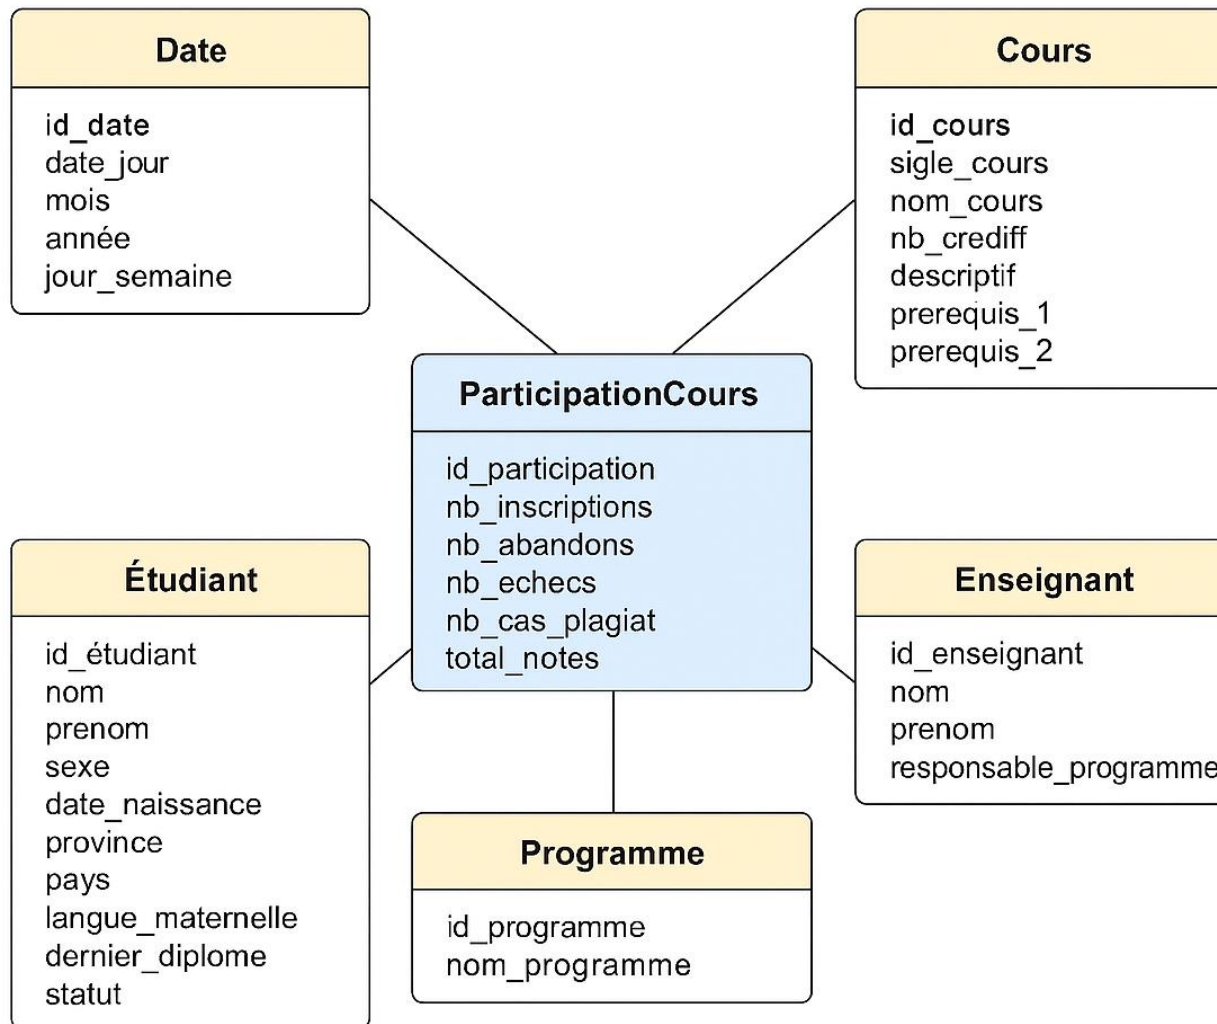 Date
id_date
date_jour
mois
année
jour_semaine
Cours
id_cours
sigle_cours
nom_cours
nb_crediff
descriptif
prerequis_1
prerequis_2
ParticipationCours
id_participation
nb_inscriptions
nb_abandons
nb_echecs
nb_cas_plagiat
total_notes
Étudiant
id_étudiant
nom
prenom
sexe
date_naissance
province
pays
langue_maternelle
dernier_diplome
statut
Enseignant
id_enseignant
nom
prenom
responsable_programme
Programme
id_programme
nom_programme